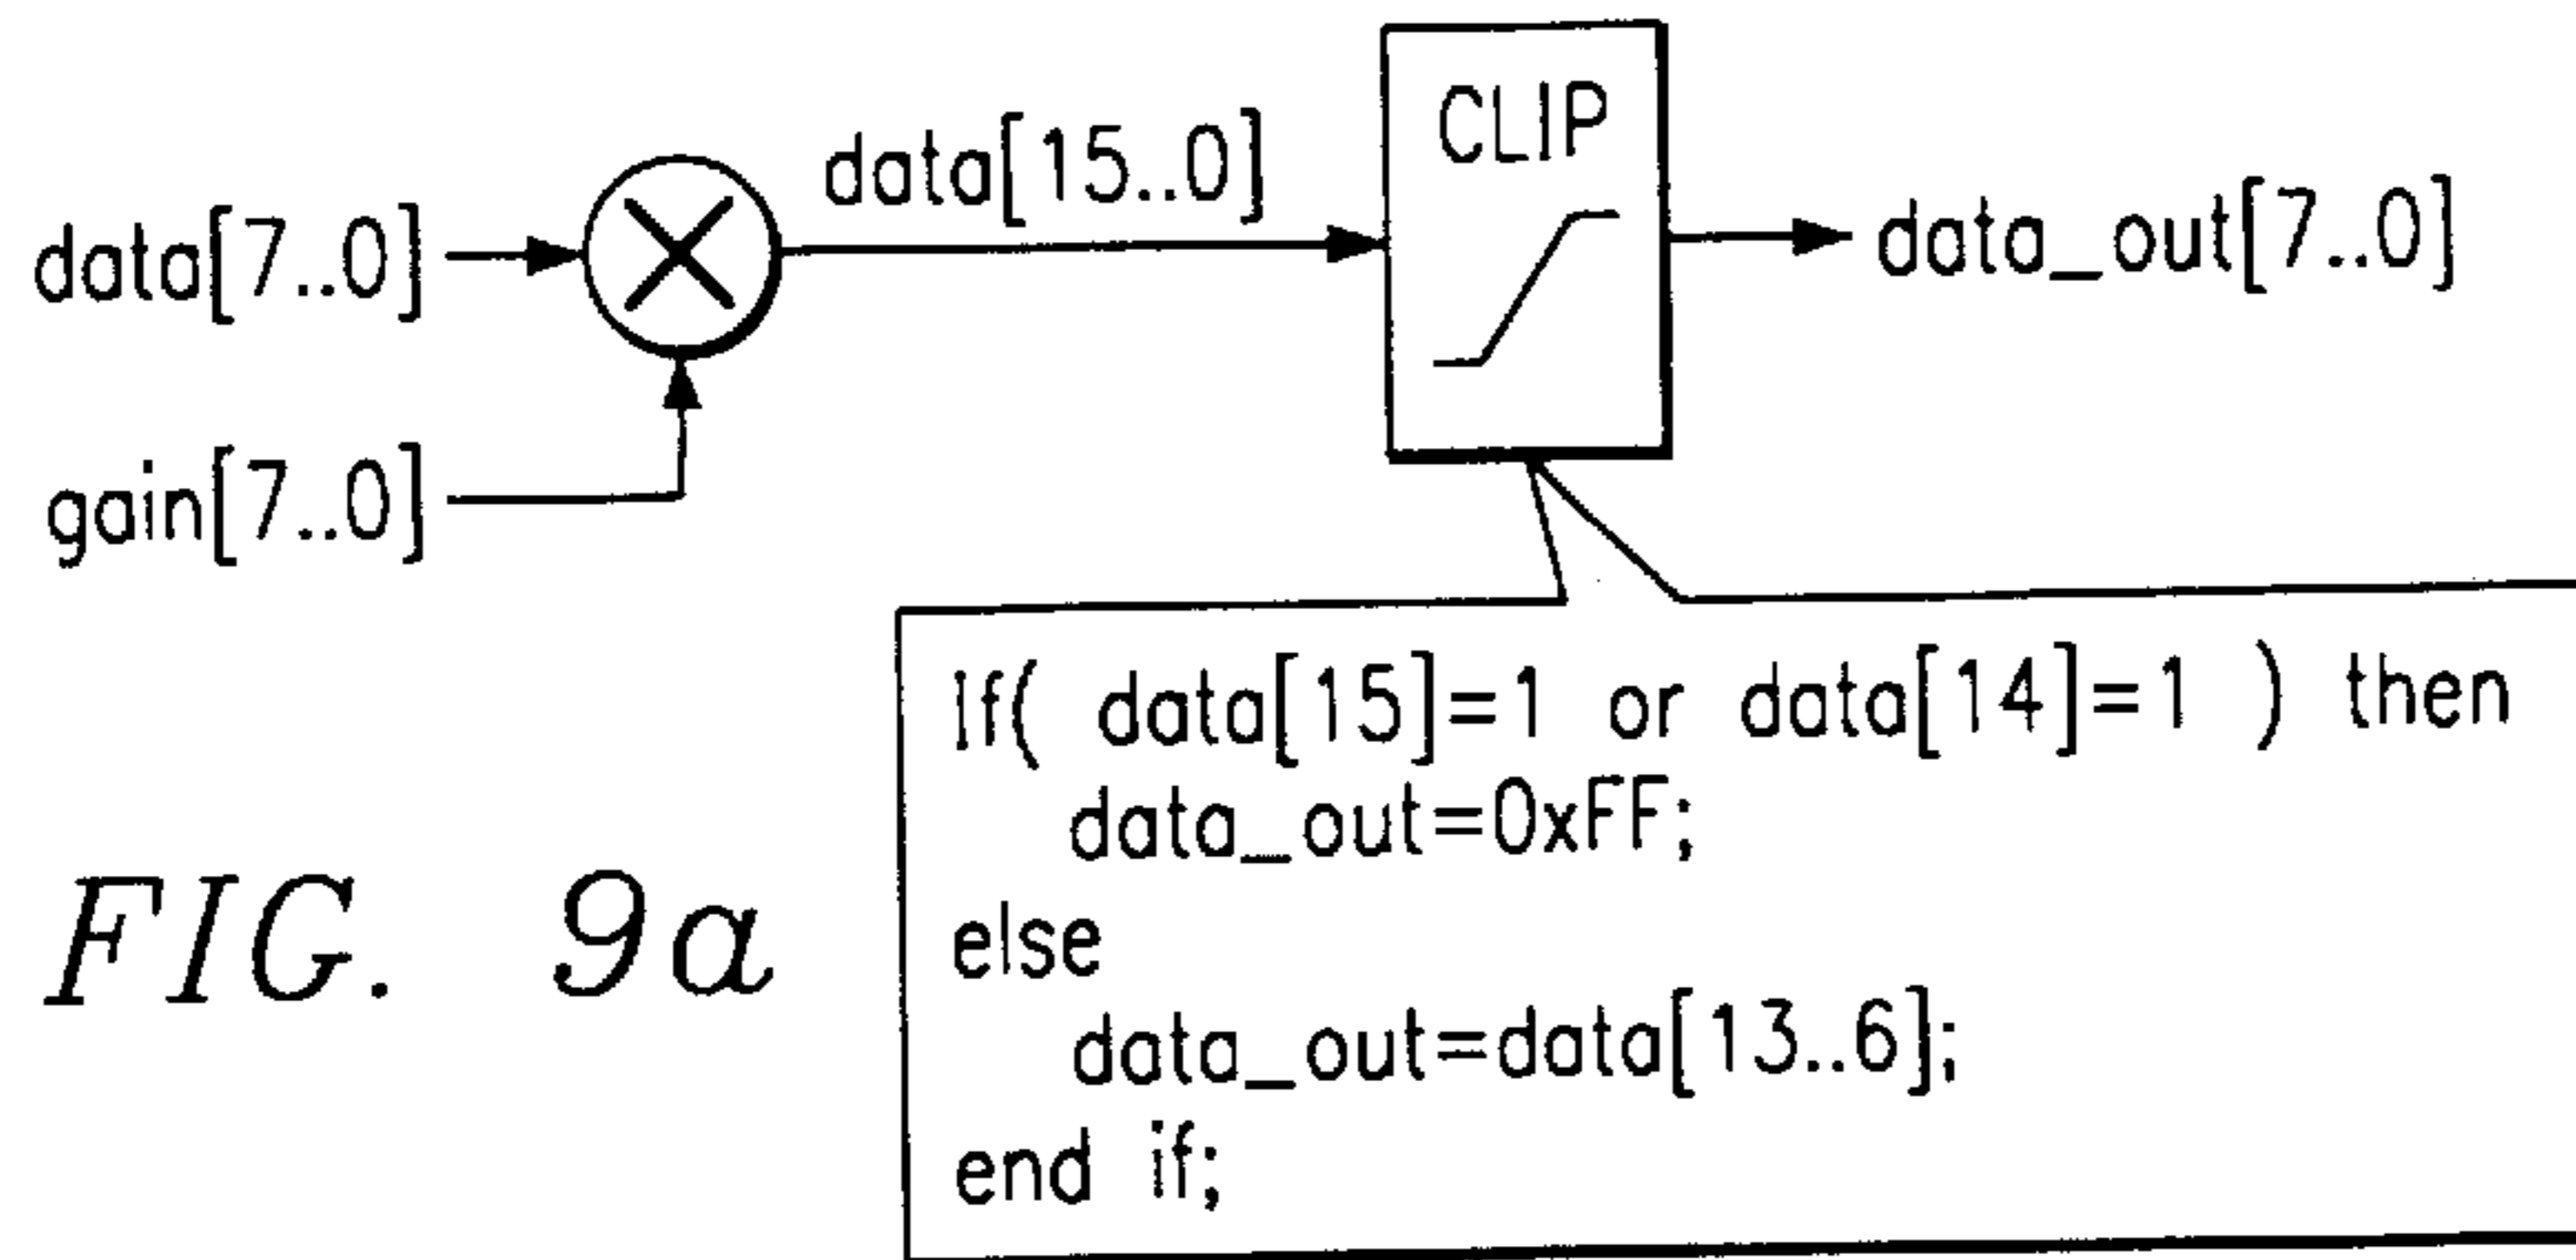 data[7..0]
data[15..0]
CLIP
data_out[7..0]
gain[7..0]
if( data[15]=1 or data[14]=1 ) then
data_out=0xFF;
else
data_out=data[13..6];
end if;
FIG. 9a